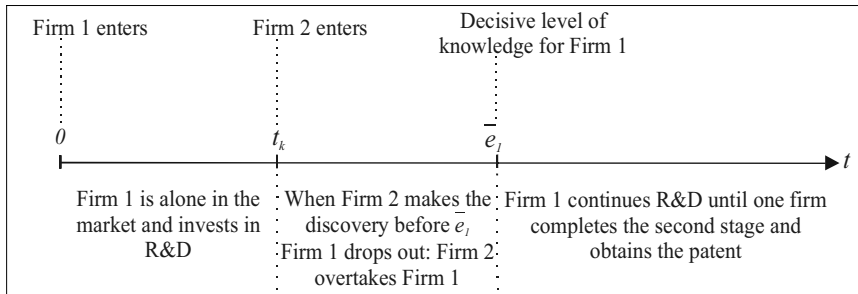 Firm 1 enters
Firm 2 enters
Decisive level of
knowledge for Firm 1
0
t_k
e̅_1
t
Firm 1 is alone in the
market and invests in
R&D
When Firm 2 makes the
discovery before e̅_1
Firm 1 drops out: Firm 2
overtakes Firm 1
Firm 1 continues R&D until one firm
completes the second stage and
obtains the patent